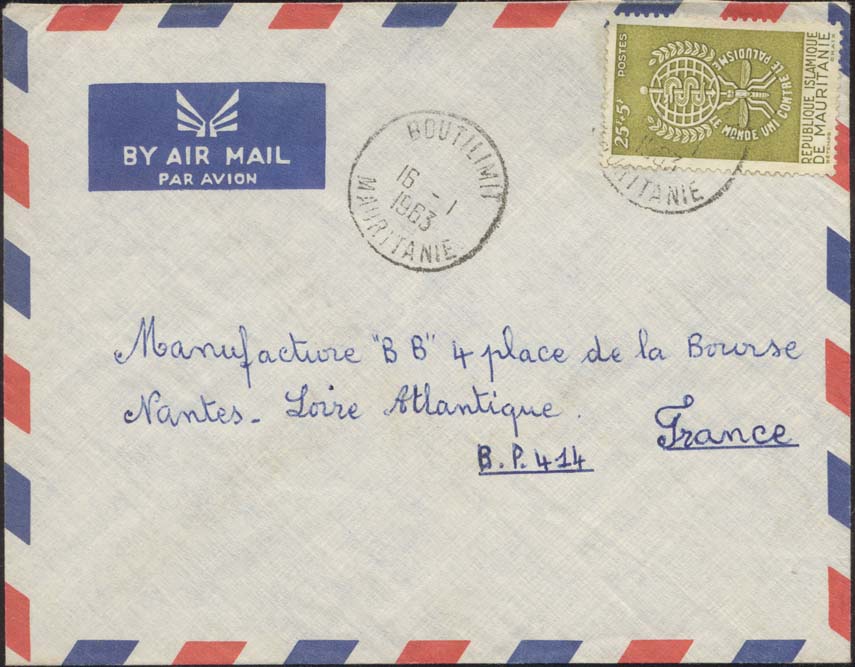 BY AIR MAIL
PAR AVION
BOUTILIMIT
16 - 1
1963
MAURITANIE
POSTES
25F+5F
LE MONDE UNI CONTRE LE PALUDISME
REPUBLIQUE ISLAMIQUE
DE MAURITANIE
Manufacture "B B" 4 place de la Bourse
Nantes - Loire Atlantique.
France
B.P. 414